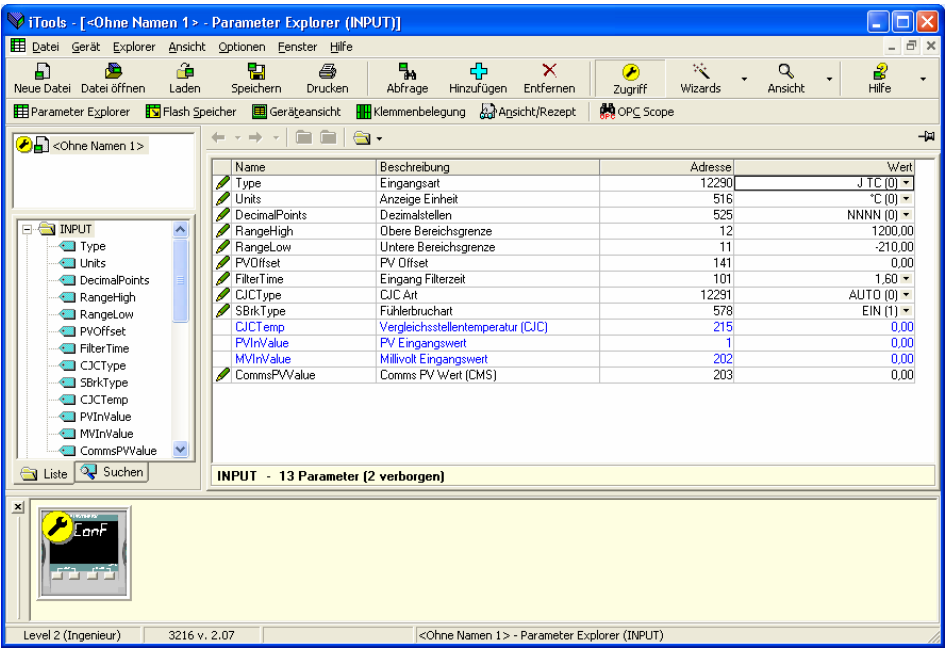 iTools - [<Ohne Namen 1> - Parameter Explorer (INPUT)]
Datei Gerät Explorer Ansicht Optionen Fenster Hilfe
Neue Datei Datei öffnen Laden Speichern Drucken Abfrage Hinzufügen Entfernen Zugriff Wizards Ansicht Hilfe
Parameter Explorer Flash Speicher Geräteansicht Klemmenbelegung Ansicht/Rezept OPC Scope
<Ohne Namen 1>
INPUT
Type
Units
DecimalPoints
RangeHigh
RangeLow
PVOffset
FilterTime
CJCType
SBrkType
CJCTemp
PVInValue
MVInValue
CommsPVValue
Liste Suchen
Name Beschreibung Adresse Wert
Type Eingangsart 12290 J TC (0)
Units Anzeige Einheit 516 °C (0)
DecimalPoints Dezimalstellen 525 NNNN (0)
RangeHigh Obere Bereichsgrenze 12 1200,00
RangeLow Untere Bereichsgrenze 11 -210,00
PVOffset PV Offset 141 0,00
FilterTime Eingang Filterzeit 101 1,60
CJCType CJC Art 12291 AUTO (0)
SBrkType Fühlerbruchart 578 EIN (1)
CJCTemp Vergleichsstellentemperatur (CJC) 215 0,00
PVInValue PV Eingangswert 1 0,00
MVInValue Millivolt Eingangswert 202 0,00
CommsPVValue Comms PV Wert (CMS) 203 0,00
INPUT - 13 Parameter (2 verborgen)
ConF
Level 2 (Ingenieur) 3216 v. 2.07 <Ohne Namen 1> - Parameter Explorer (INPUT)